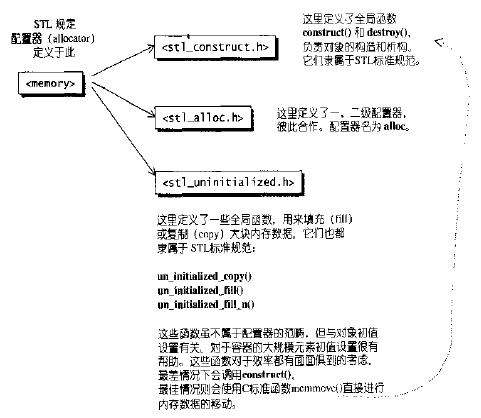 STL 规定
配置器（allocator）
定义于此
<memory>
<stl_construct.h>
这里定义了全局函数
construct() 和 destroy(),
负责对象的构造和析构。
它们隶属于STL标准规范。
<stl_alloc.h>
这里定义了一、二级配置器，
彼此合作。配置器名为 alloc。
<stl_uninitialized.h>
这里定义了一些全局函数，用来填充（fill）
或复制（copy）大块内存数据，它们也都
隶属于 STL标准规范：
un_initialized_copy()
un_initialized_fill()
un_initialized_fill_n()
这些函数虽不属于配置器的范畴，但与对象初值
设置有关，对于容器的大规模元素初值设置很有
帮助。这些函数对于效率都有面面俱到的考虑，
最差情况下会调用construct(),
最佳情况则会使用C标准函数memmove()直接进行
内存数据的移动。